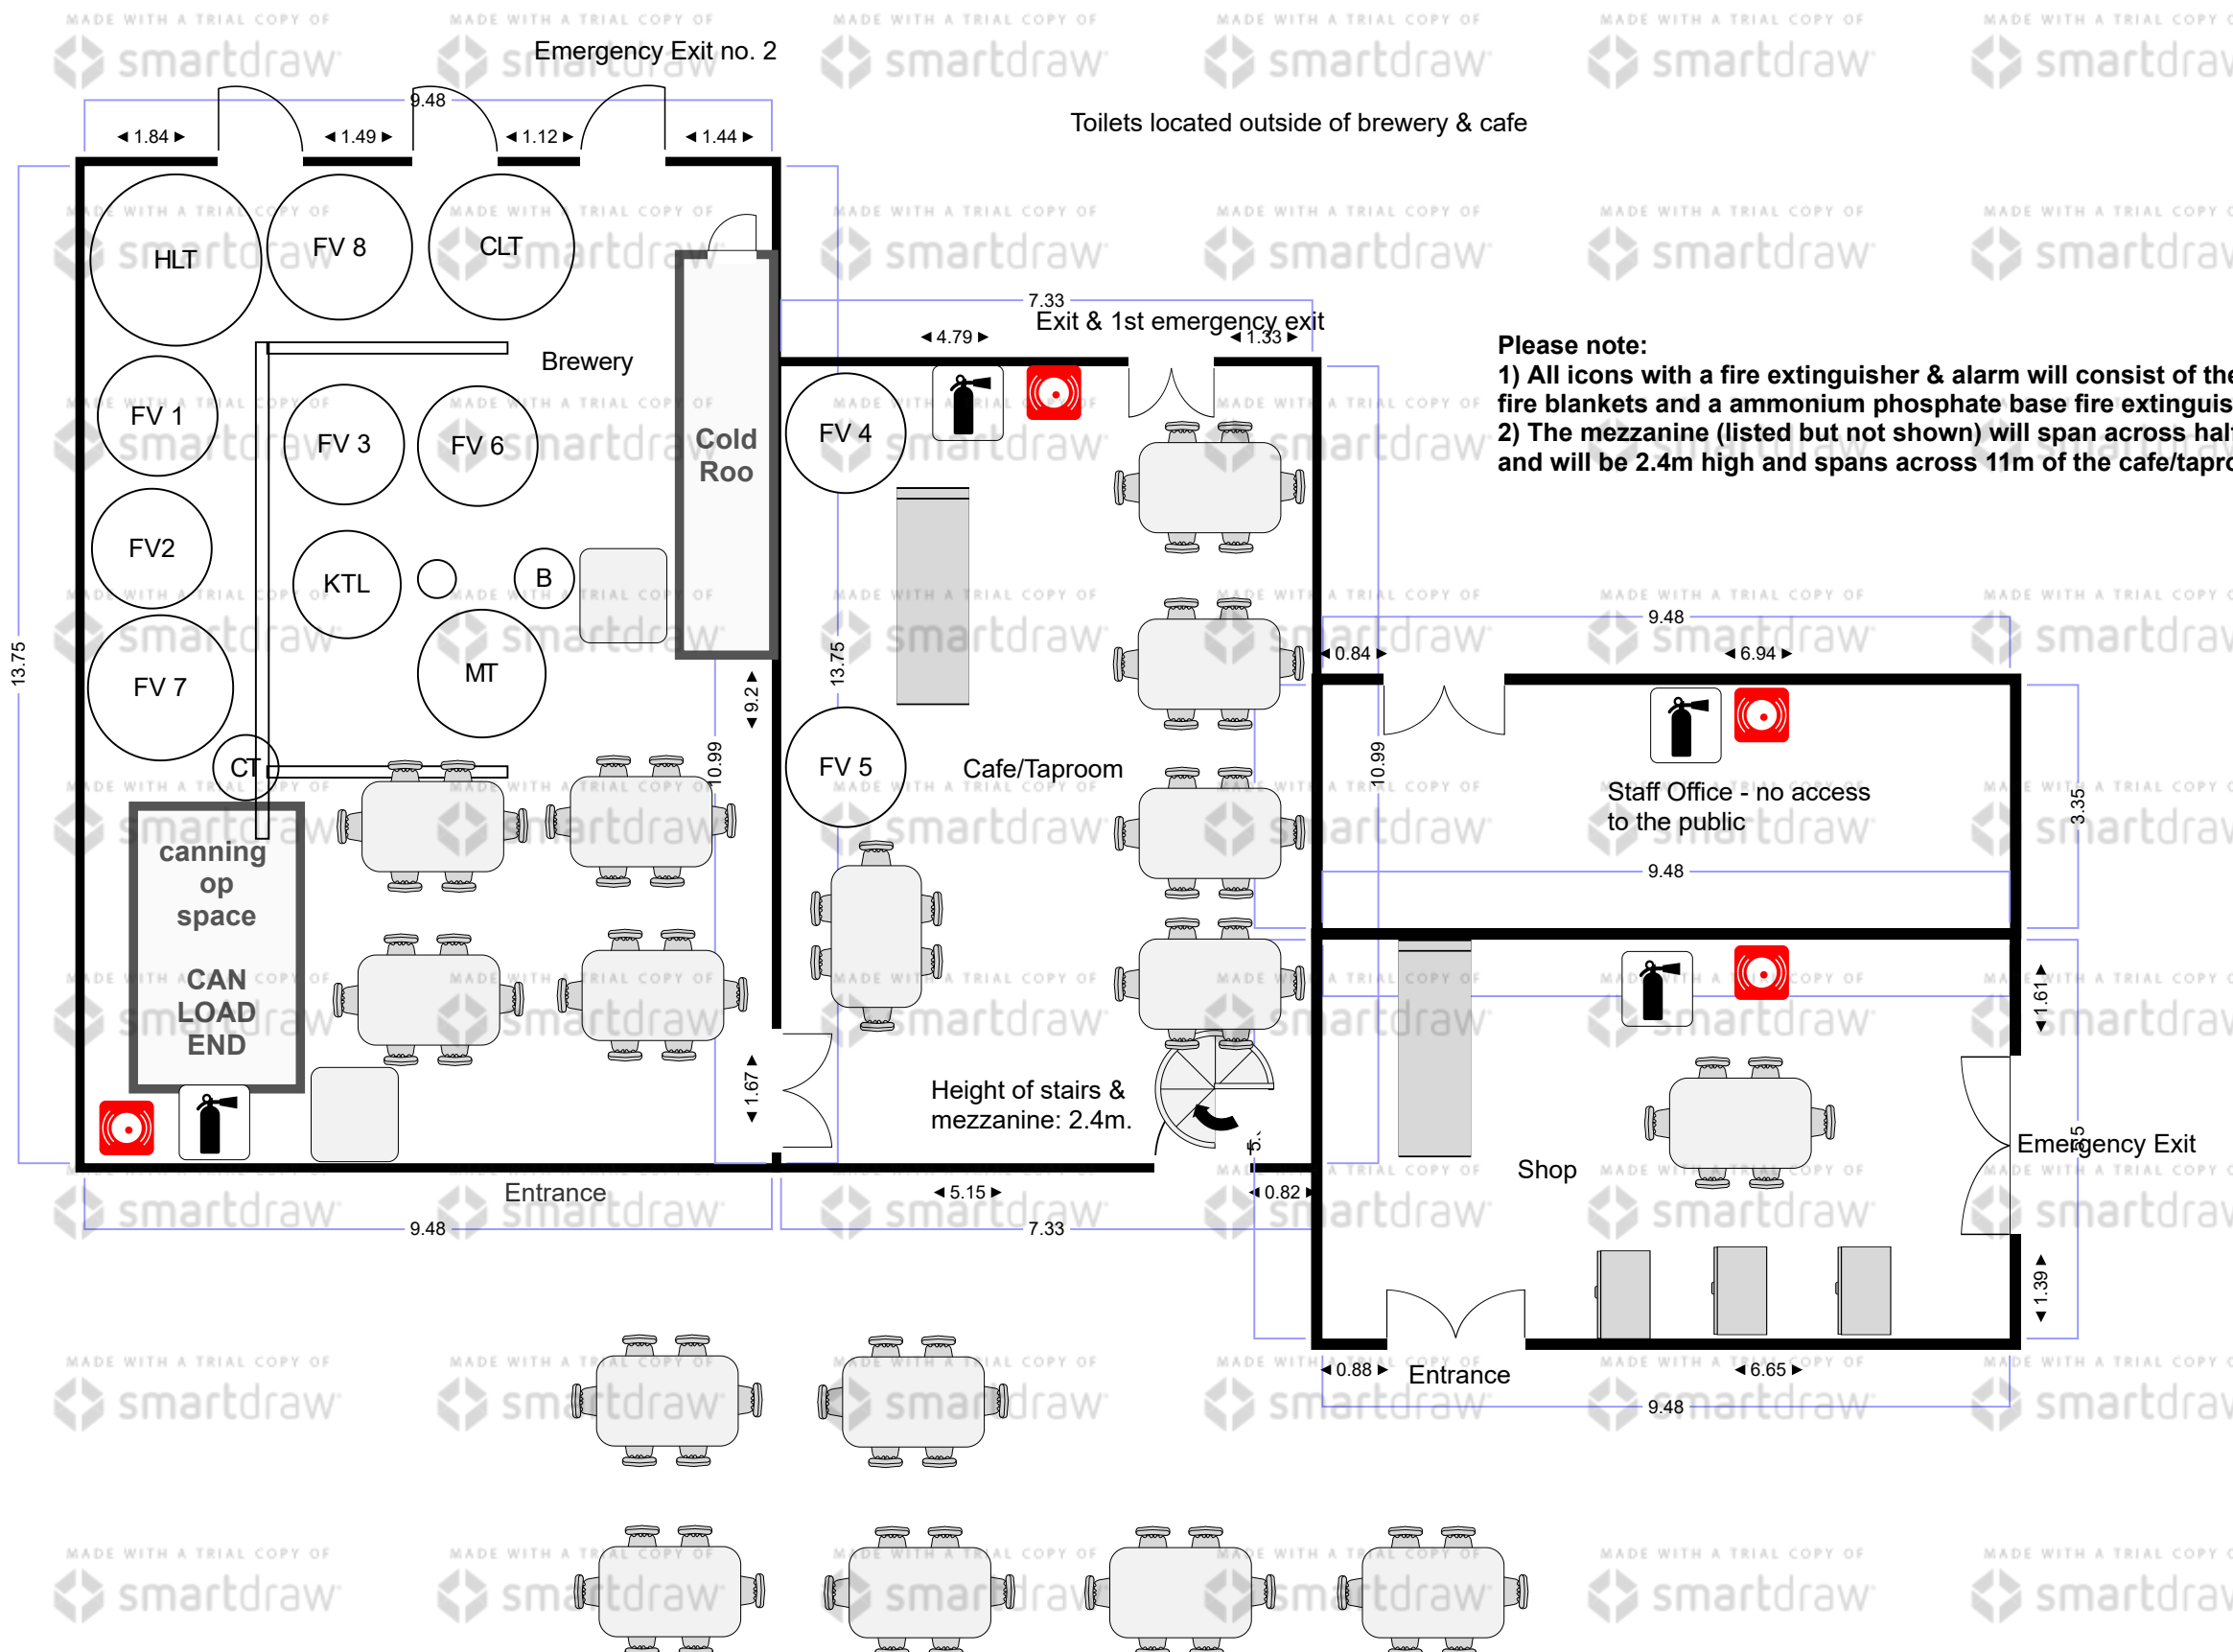 Emergency Exit no. 2
Toilets located outside of brewery & cafe
9.48
1.84
1.49
1.12
1.44
HLT
FV 8
CLT
7.33
Exit & 1st emergency exit
4.79
1.33
Brewery
Please note:
1) All icons with a fire extinguisher & alarm will consist of the
fire blankets and a ammonium phosphate base fire
2) The mezzanine (listed but not shown) will span across
and will be 2.4m high and spans across 11m of the
FV 1
FV 3
FV 6
Cold
Roo
FV 4
FV2
KTL
B
FV 7
MT
13.75
9.2
13.75
10.99
10.99
9.48
0.84
6.94
CT
FV 5
Cafe/Taproom
Staff Office - no access
to the public
3.35
9.48
canning
op
space
CAN
LOAD
END
1.61
1.67
Height of stairs &
mezzanine: 2.4m.
Shop
Emergency Exit
Entrance
5.15
0.82
9.48
7.33
1.39
0.88
Entrance
6.65
9.48
MADE WITH A TRIAL COPY OF
smartdraw